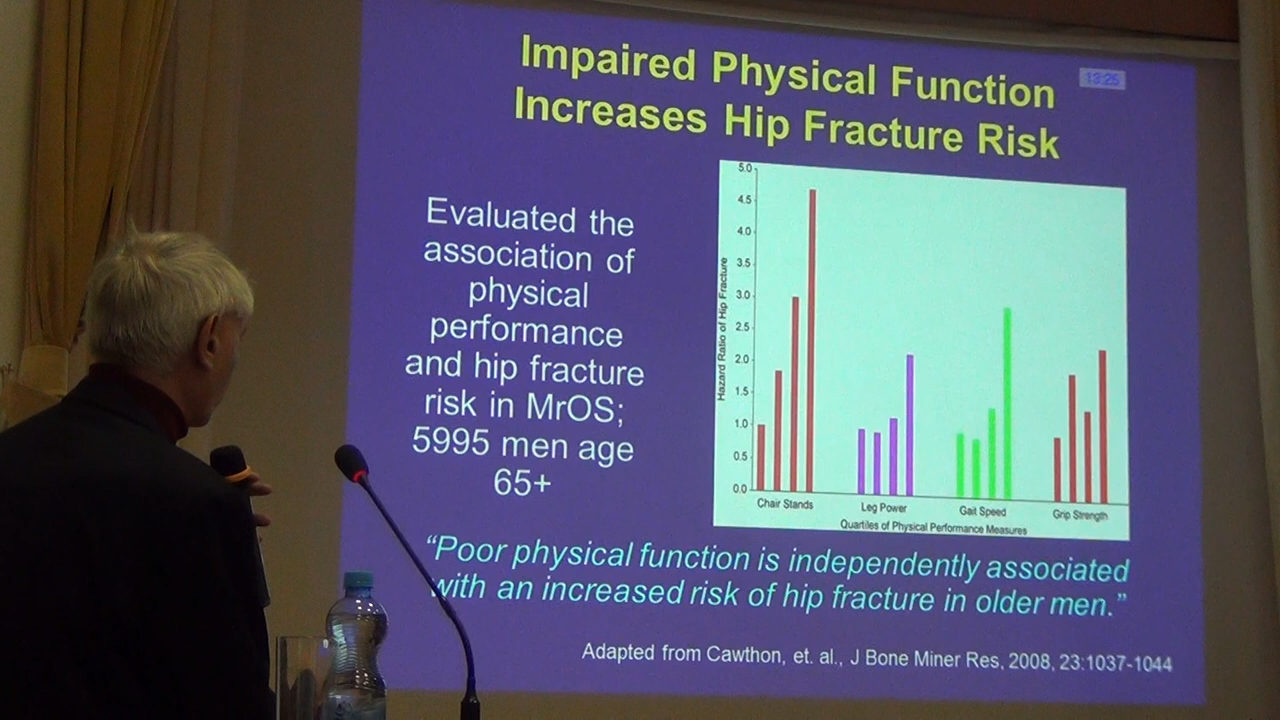 Impaired Physical Function
Increases Hip Fracture Risk
13:25
Evaluated the
association of
physical
performance
and hip fracture
risk in MrOS;
5995 men age
65+
Hazard Ratio of Hip Fracture
5.0
4.5
4.0
3.5
3.0
2.5
2.0
1.5
1.0
0.5
0.0
Chair Stands
Leg Power
Gait Speed
Grip Strength
Quartiles of Physical Performance Measures
“Poor physical function is independently associated
with an increased risk of hip fracture in older men.”
Adapted from Cawthon, et. al., J Bone Miner Res, 2008, 23:1037-1044